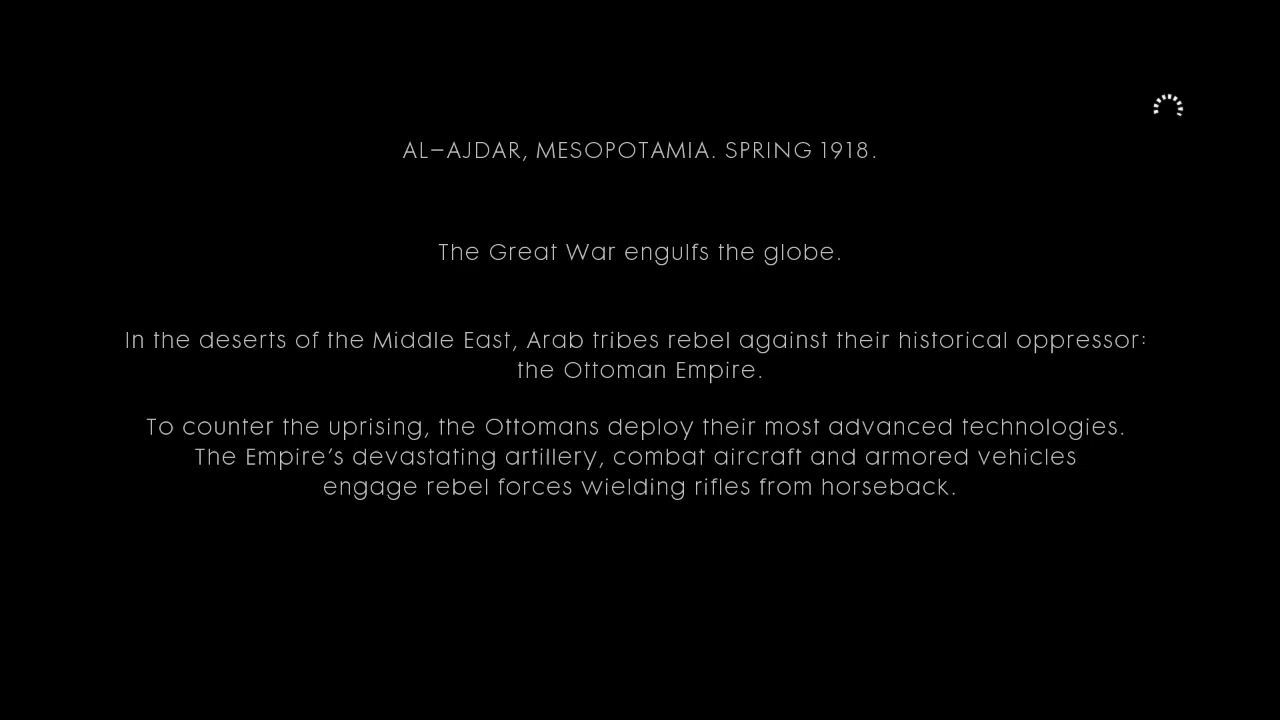 AL-AJDAR, MESOPOTAMIA. SPRING 1918.
The Great War engulfs the globe.
In the deserts of the Middle East, Arab tribes rebel against their historical oppressor:
the Ottoman Empire.
To counter the uprising, the Ottomans deploy their most advanced technologies.
The Empire’s devastating artillery, combat aircraft and armored vehicles
engage rebel forces wielding rifles from horseback.